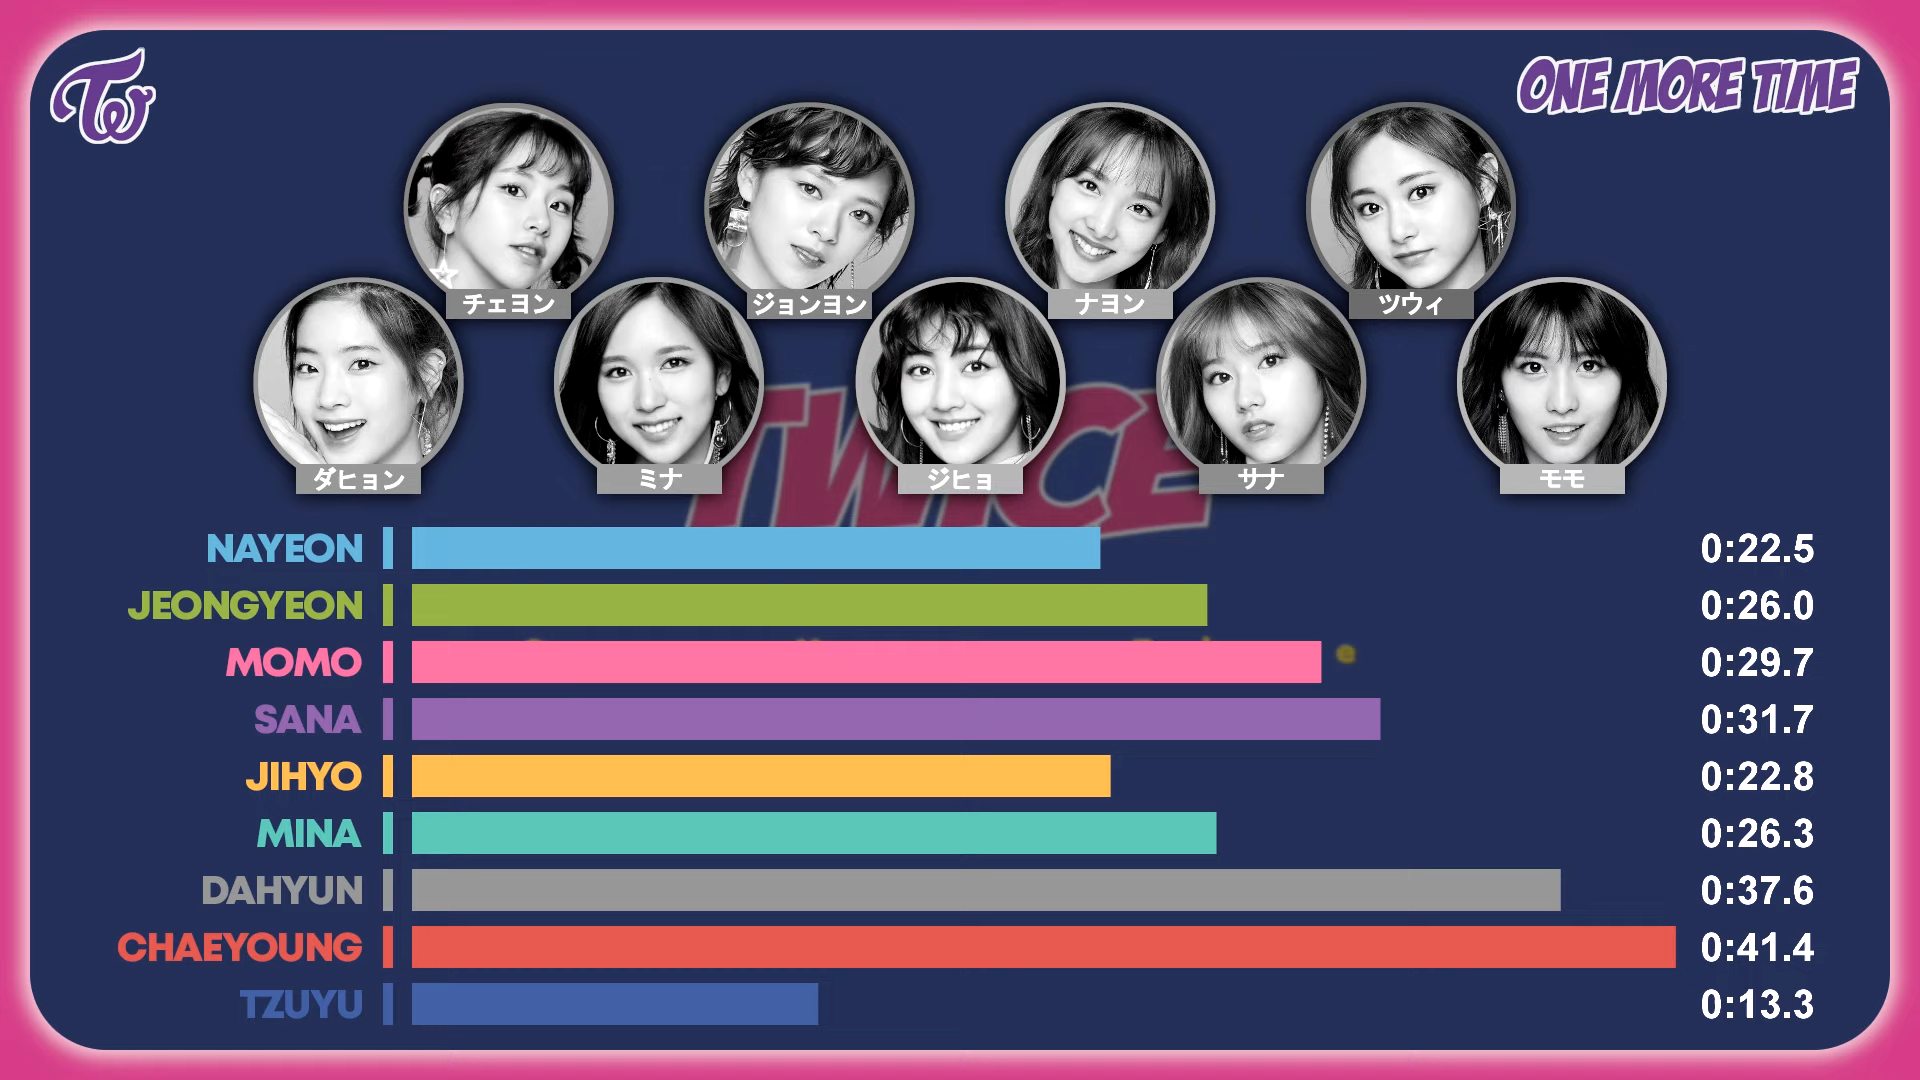 Tw
ONE MORE TIME
チェヨン
ジョンヨン
ナヨン
ツウィ
ダヒョン
ミナ
ジヒョ
サナ
モモ
TWICE
NAYEON 0:22.5
JEONGYEON 0:26.0
MOMO 0:29.7
SANA 0:31.7
JIHYO 0:22.8
MINA 0:26.3
DAHYUN 0:37.6
CHAEYOUNG 0:41.4
TZUYU 0:13.3